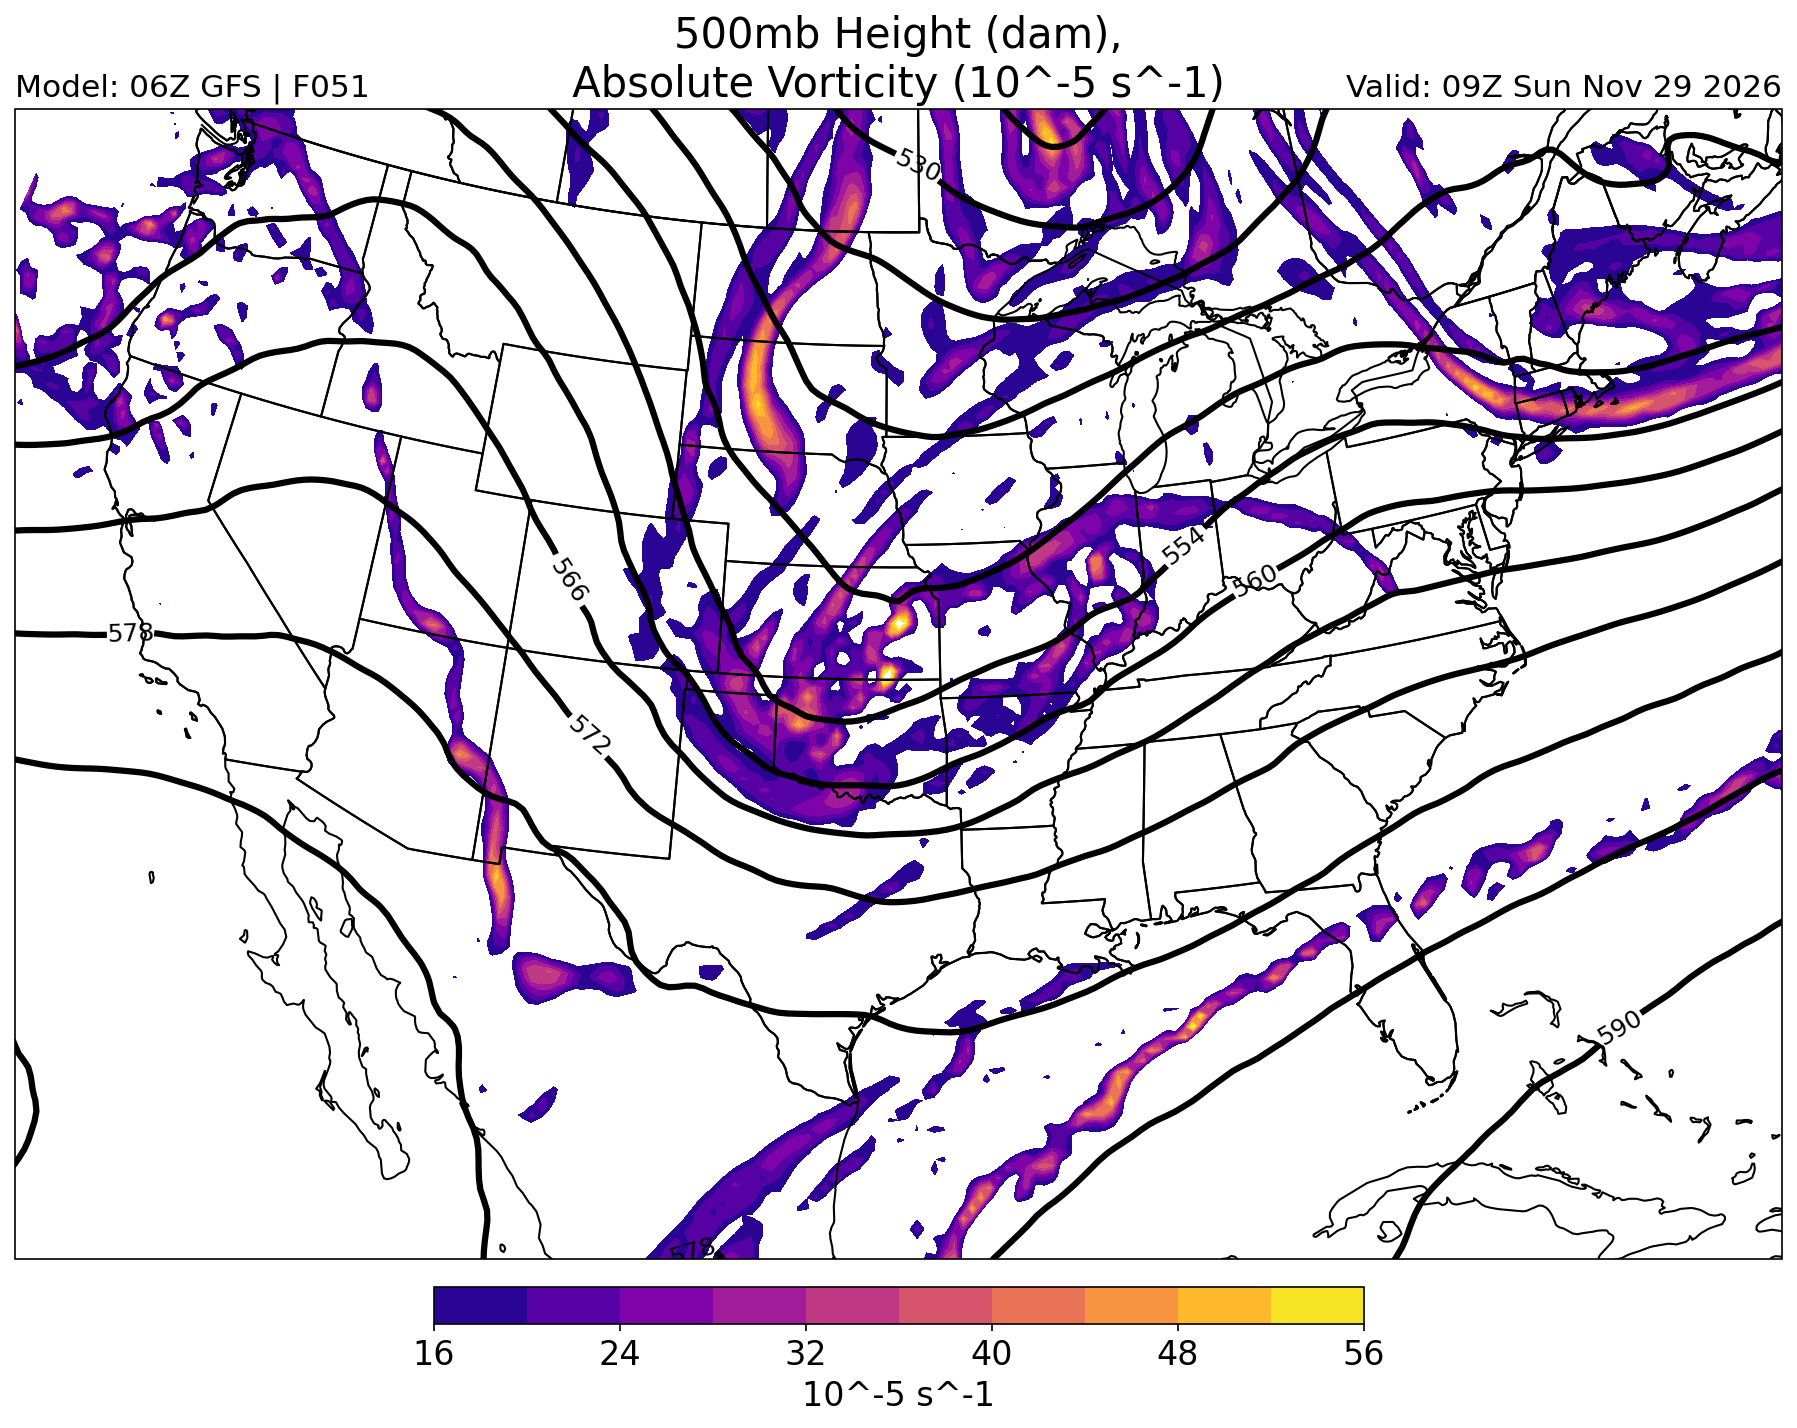 500mb Height (dam),
Absolute Vorticity (10^-5 s^-1)
Model: 06Z GFS | F051
Valid: 09Z Sun Nov 29 2026
530
554
560
566
578
572
590
578
16 24 32 40 48 56
10^-5 s^-1